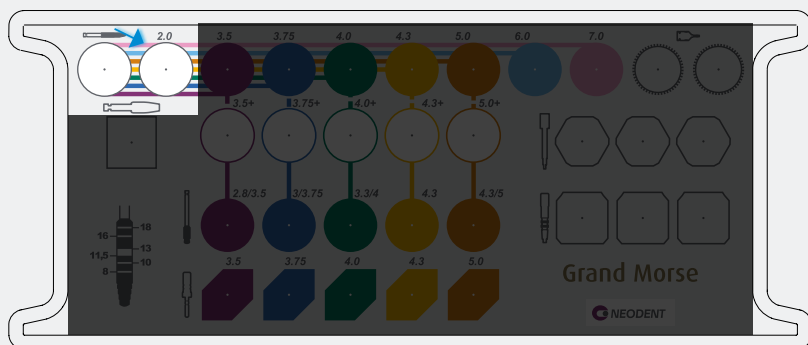 2.0 3.5 3.75 4.0 4.3 5.0 6.0 7.0
3.5+ 3.75+ 4.0+ 4.3+ 5.0+
2.8/3.5 3/3.75 3.3/4 4.3 4.3/5
18
16
13
11,5
10
8
3.5 3.75 4.0 4.3 5.0
Grand Morse
NEODENT